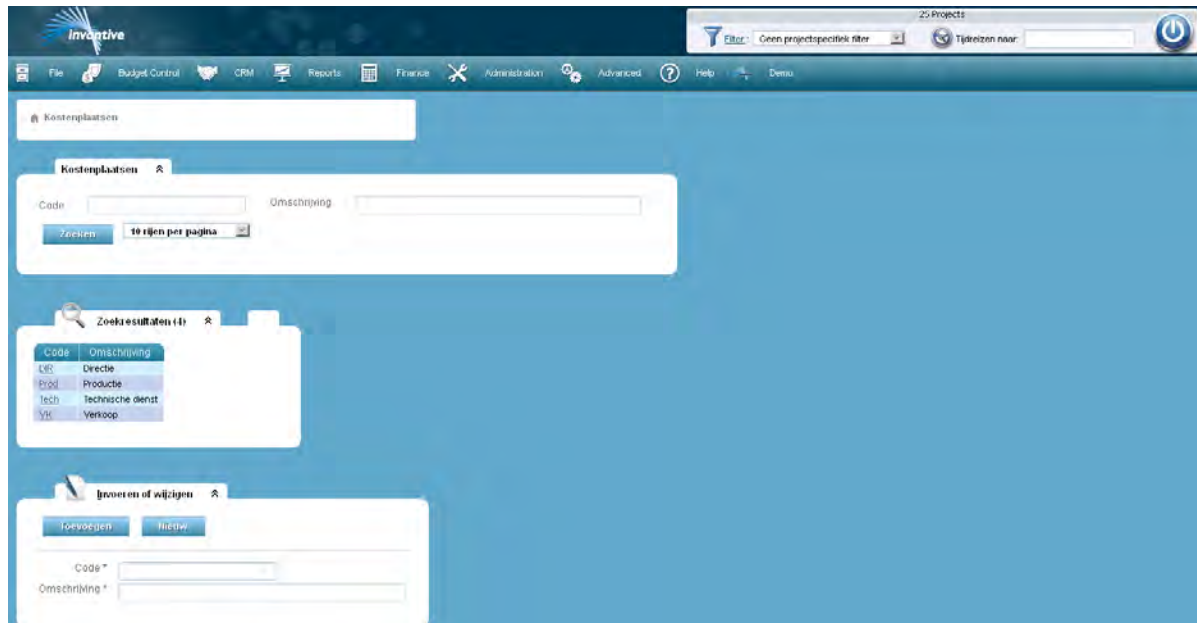 invantive
25 Projects
Filter: Geen projectspecifiek filter Tijdreizen naar:
File Budget Control CRM Reports Finance Administration Advanced Help Demo
Kostenplaatsen
Kostenplaatsen
Code Omschrijving
Zoeken 10 rijen per pagina
Zoekresultaten (4)
Code Omschrijving
DIR Directie
Prod Productie
Tech Technische dienst
VK Verkoop
Invoeren of wijzigen
Toevoegen Nieuw
Code *
Omschrijving *